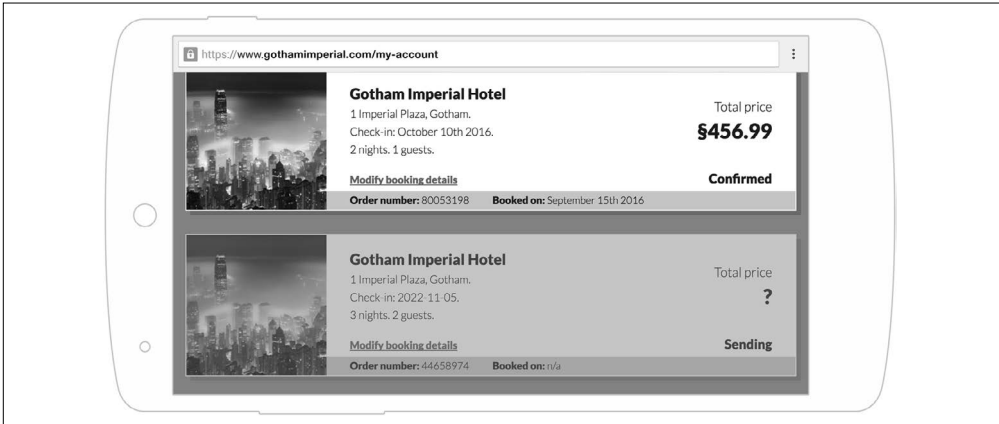 https://www.gothamimperial.com/my-account
Gotham Imperial Hotel
1 Imperial Plaza, Gotham.
Check-in: October 10th 2016.
2 nights. 1 guests.
Total price
§456.99
Modify booking details
Confirmed
Order number: 80053198 Booked on: September 15th 2016
Gotham Imperial Hotel
1 Imperial Plaza, Gotham.
Check-in: 2022-11-05.
3 nights. 2 guests.
Total price
?
Modify booking details
Sending
Order number: 44658974 Booked on: n/a